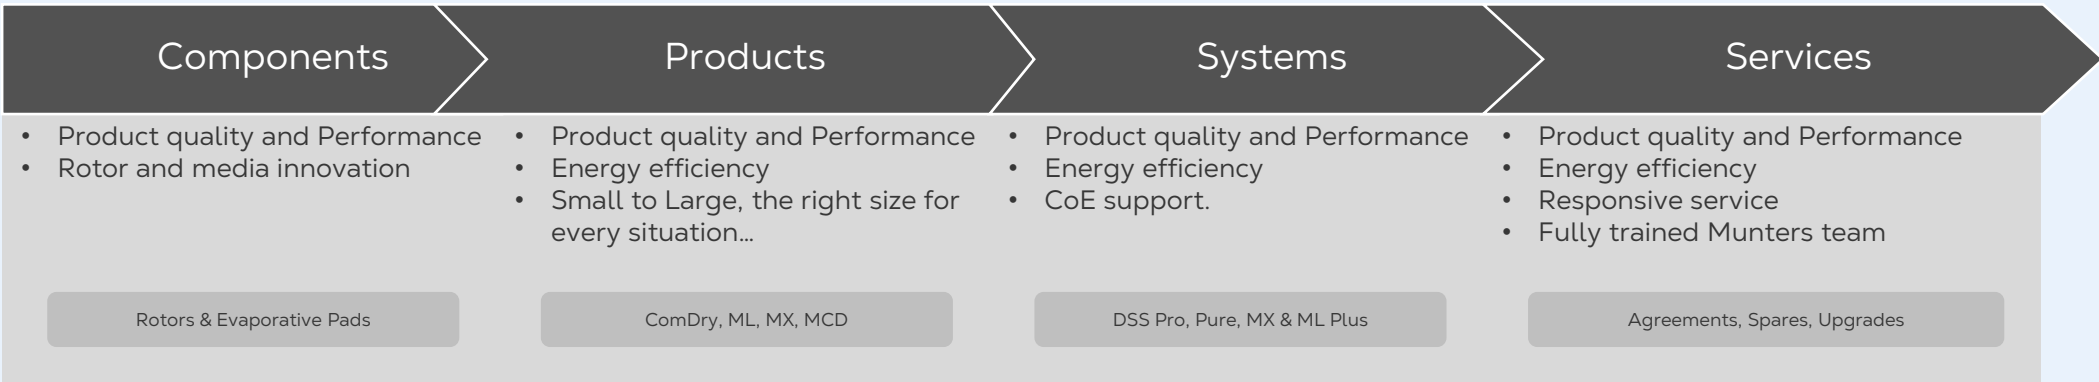 Components
• Product quality and Performance
• Rotor and media innovation
Rotors & Evaporative Pads
Products
• Product quality and Performance
• Energy efficiency
• Small to Large, the right size for
every situation…
ComDry, ML, MX, MCD
Systems
• Product quality and Performance
• Energy efficiency
• CoE support.
DSS Pro, Pure, MX & ML Plus
Services
• Product quality and Performance
• Energy efficiency
• Responsive service
• Fully trained Munters team
Agreements, Spares, Upgrades